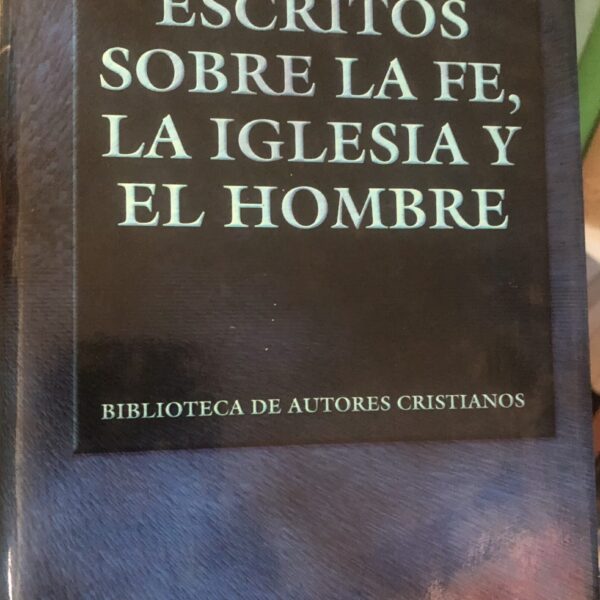 ESCRITOS
SOBRE LA FE,
LA IGLESIA Y
EL HOMBRE
BIBLIOTECA DE AUTORES CRISTIANOS